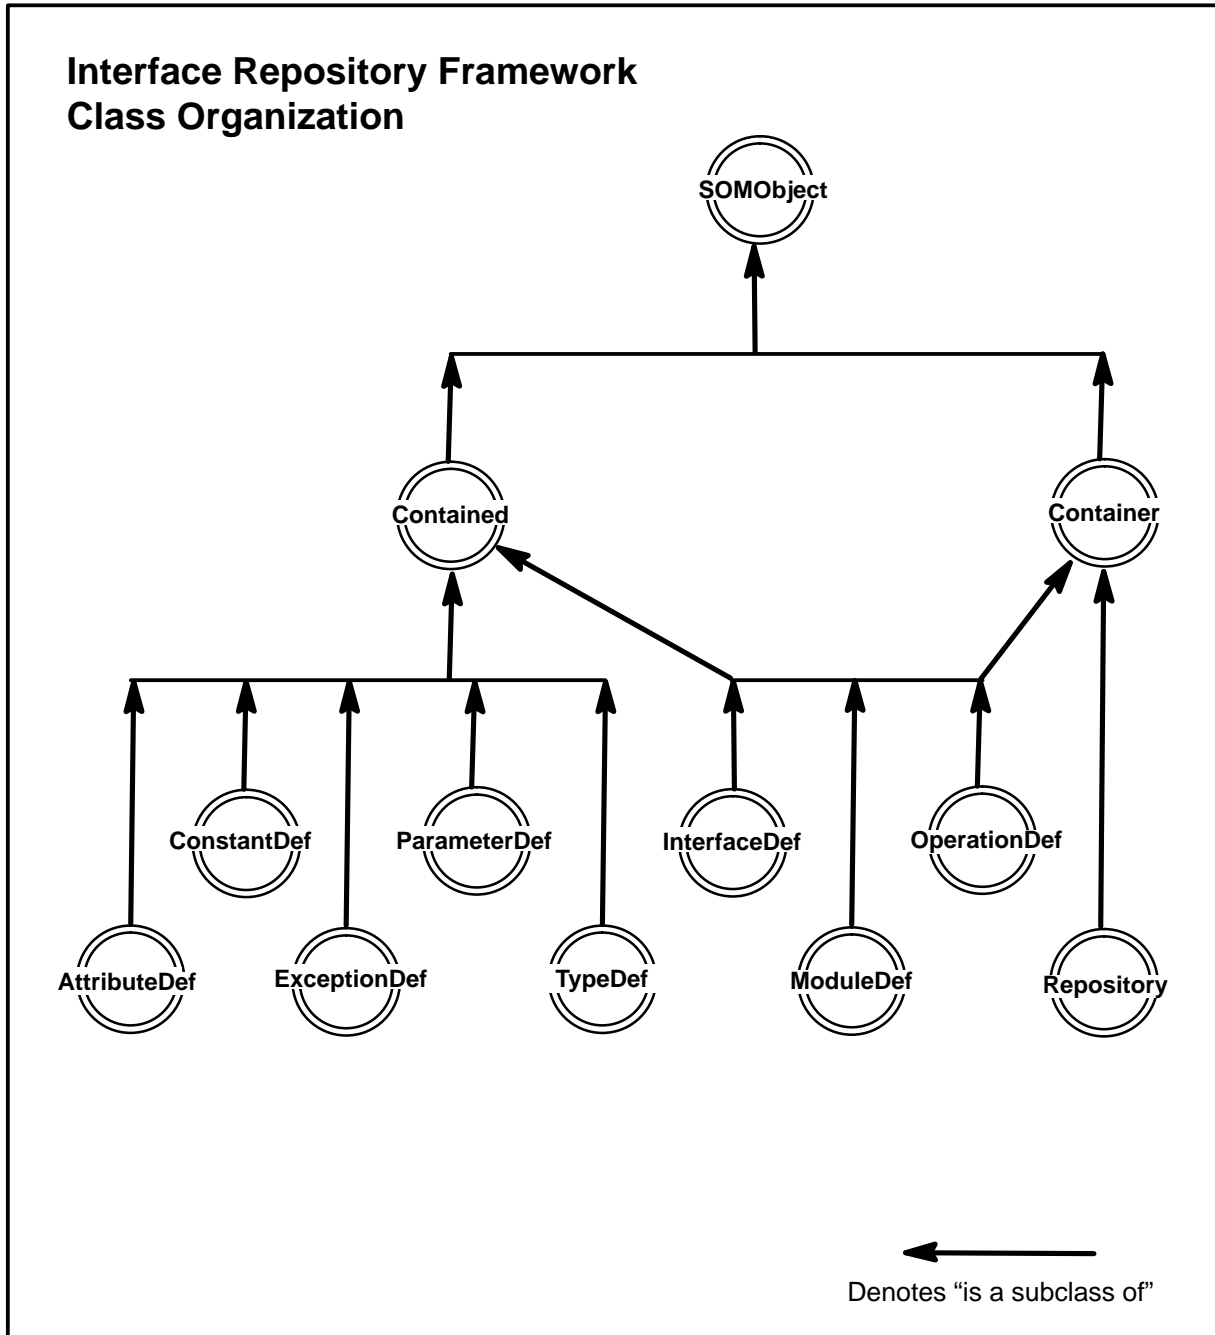 Interface Repository Framework
Class Organization
SOMObject
Contained
Container
ConstantDef
ParameterDef
InterfaceDef
OperationDef
AttributeDef
ExceptionDef
TypeDef
ModuleDef
Repository
Denotes “is a subclass of”